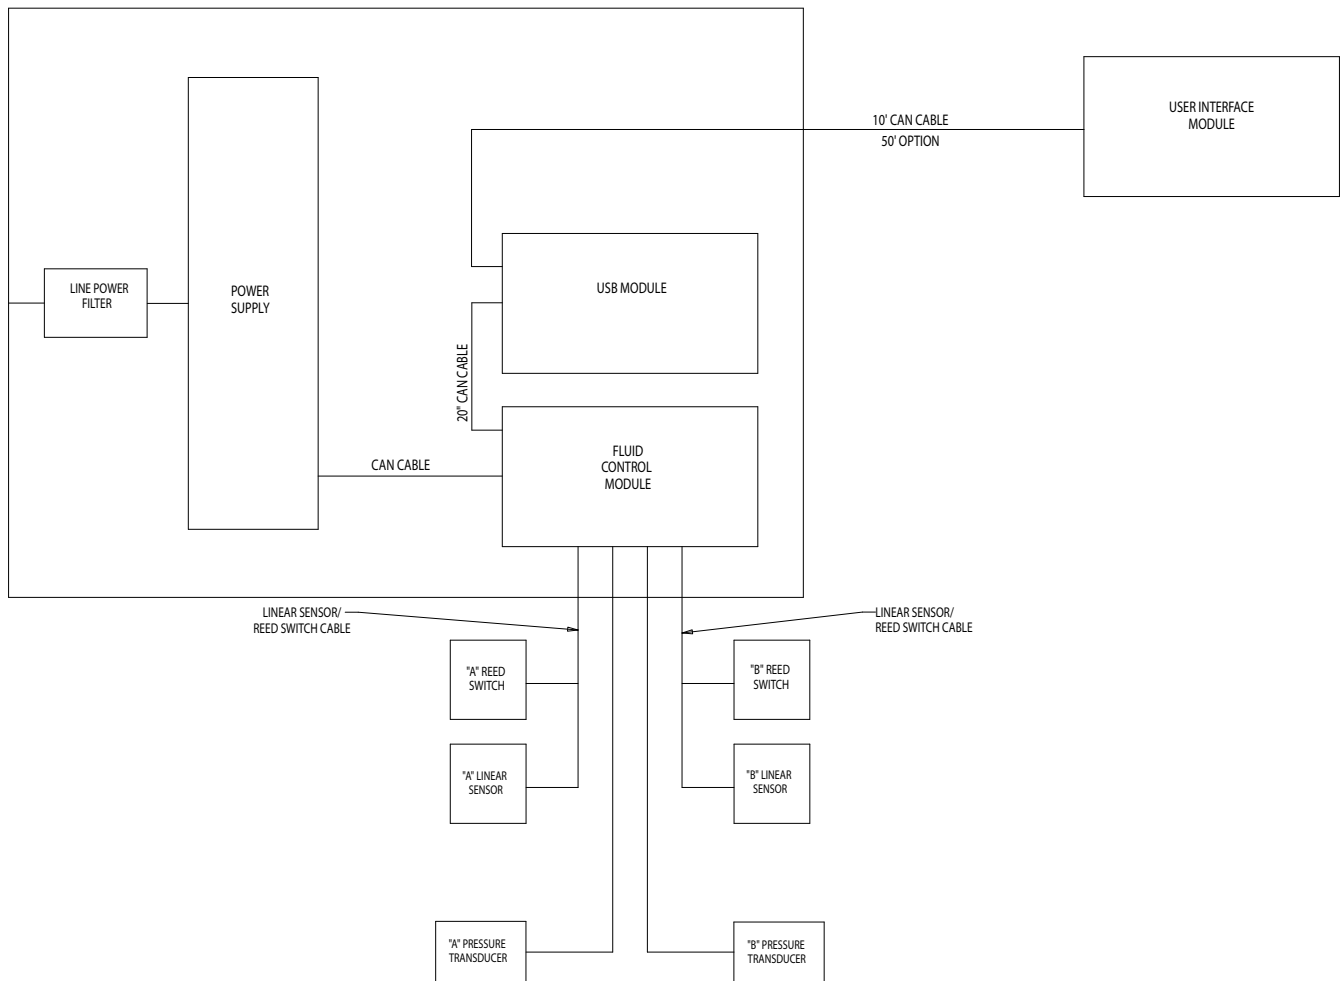 USER INTERFACE
MODULE
10' CAN CABLE
50' OPTION
LINE POWER
FILTER
POWER
SUPPLY
USB MODULE
20" CAN CABLE
CAN CABLE
FLUID
CONTROL
MODULE
LINEAR SENSOR/
REED SWITCH CABLE
LINEAR SENSOR/
REED SWITCH CABLE
"A" REED
SWITCH
"B" REED
SWITCH
"A" LINEAR
SENSOR
"B" LINEAR
SENSOR
"A" PRESSURE
TRANSDUCER
"B" PRESSURE
TRANSDUCER